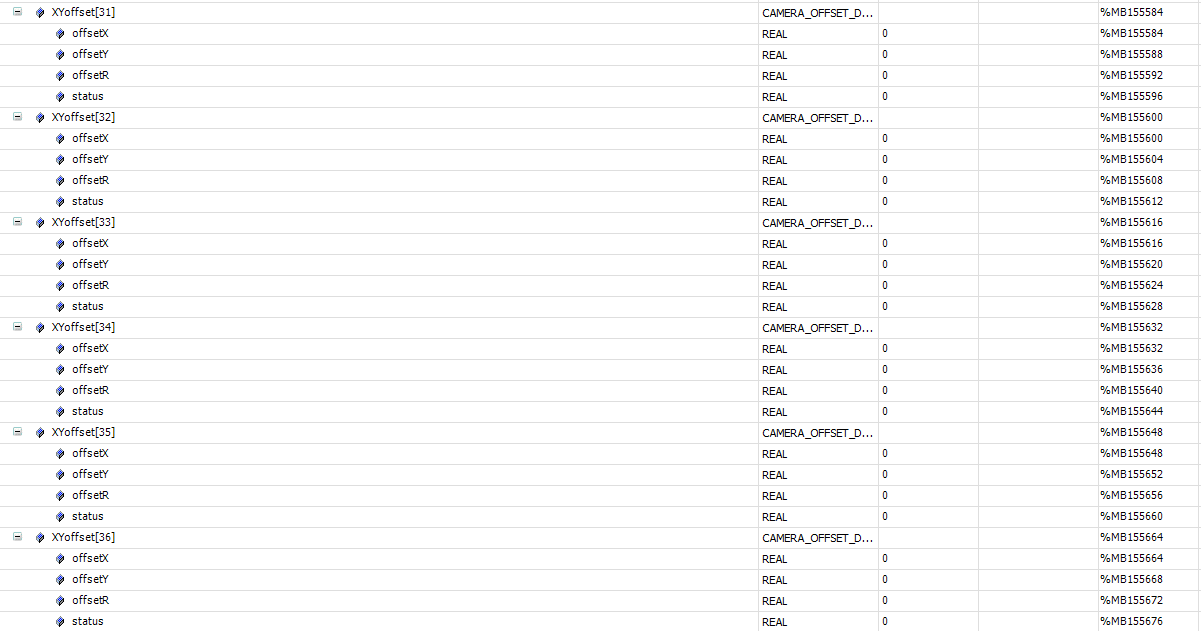 XYoffset[31] CAMERA_OFFSET_D... %MB155584
offsetX REAL 0 %MB155584
offsetY REAL 0 %MB155588
offsetR REAL 0 %MB155592
status REAL 0 %MB155596
XYoffset[32] CAMERA_OFFSET_D... %MB155600
offsetX REAL 0 %MB155600
offsetY REAL 0 %MB155604
offsetR REAL 0 %MB155608
status REAL 0 %MB155612
XYoffset[33] CAMERA_OFFSET_D... %MB155616
offsetX REAL 0 %MB155616
offsetY REAL 0 %MB155620
offsetR REAL 0 %MB155624
status REAL 0 %MB155628
XYoffset[34] CAMERA_OFFSET_D... %MB155632
offsetX REAL 0 %MB155632
offsetY REAL 0 %MB155636
offsetR REAL 0 %MB155640
status REAL 0 %MB155644
XYoffset[35] CAMERA_OFFSET_D... %MB155648
offsetX REAL 0 %MB155648
offsetY REAL 0 %MB155652
offsetR REAL 0 %MB155656
status REAL 0 %MB155660
XYoffset[36] CAMERA_OFFSET_D... %MB155664
offsetX REAL 0 %MB155664
offsetY REAL 0 %MB155668
offsetR REAL 0 %MB155672
status REAL 0 %MB155676